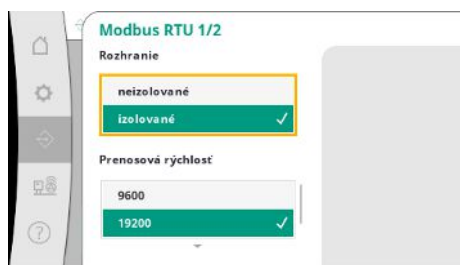 Modbus RTU 1/2
Rozhranie
neizolované
izolované
Prenosová rýchlosť
9600
19200